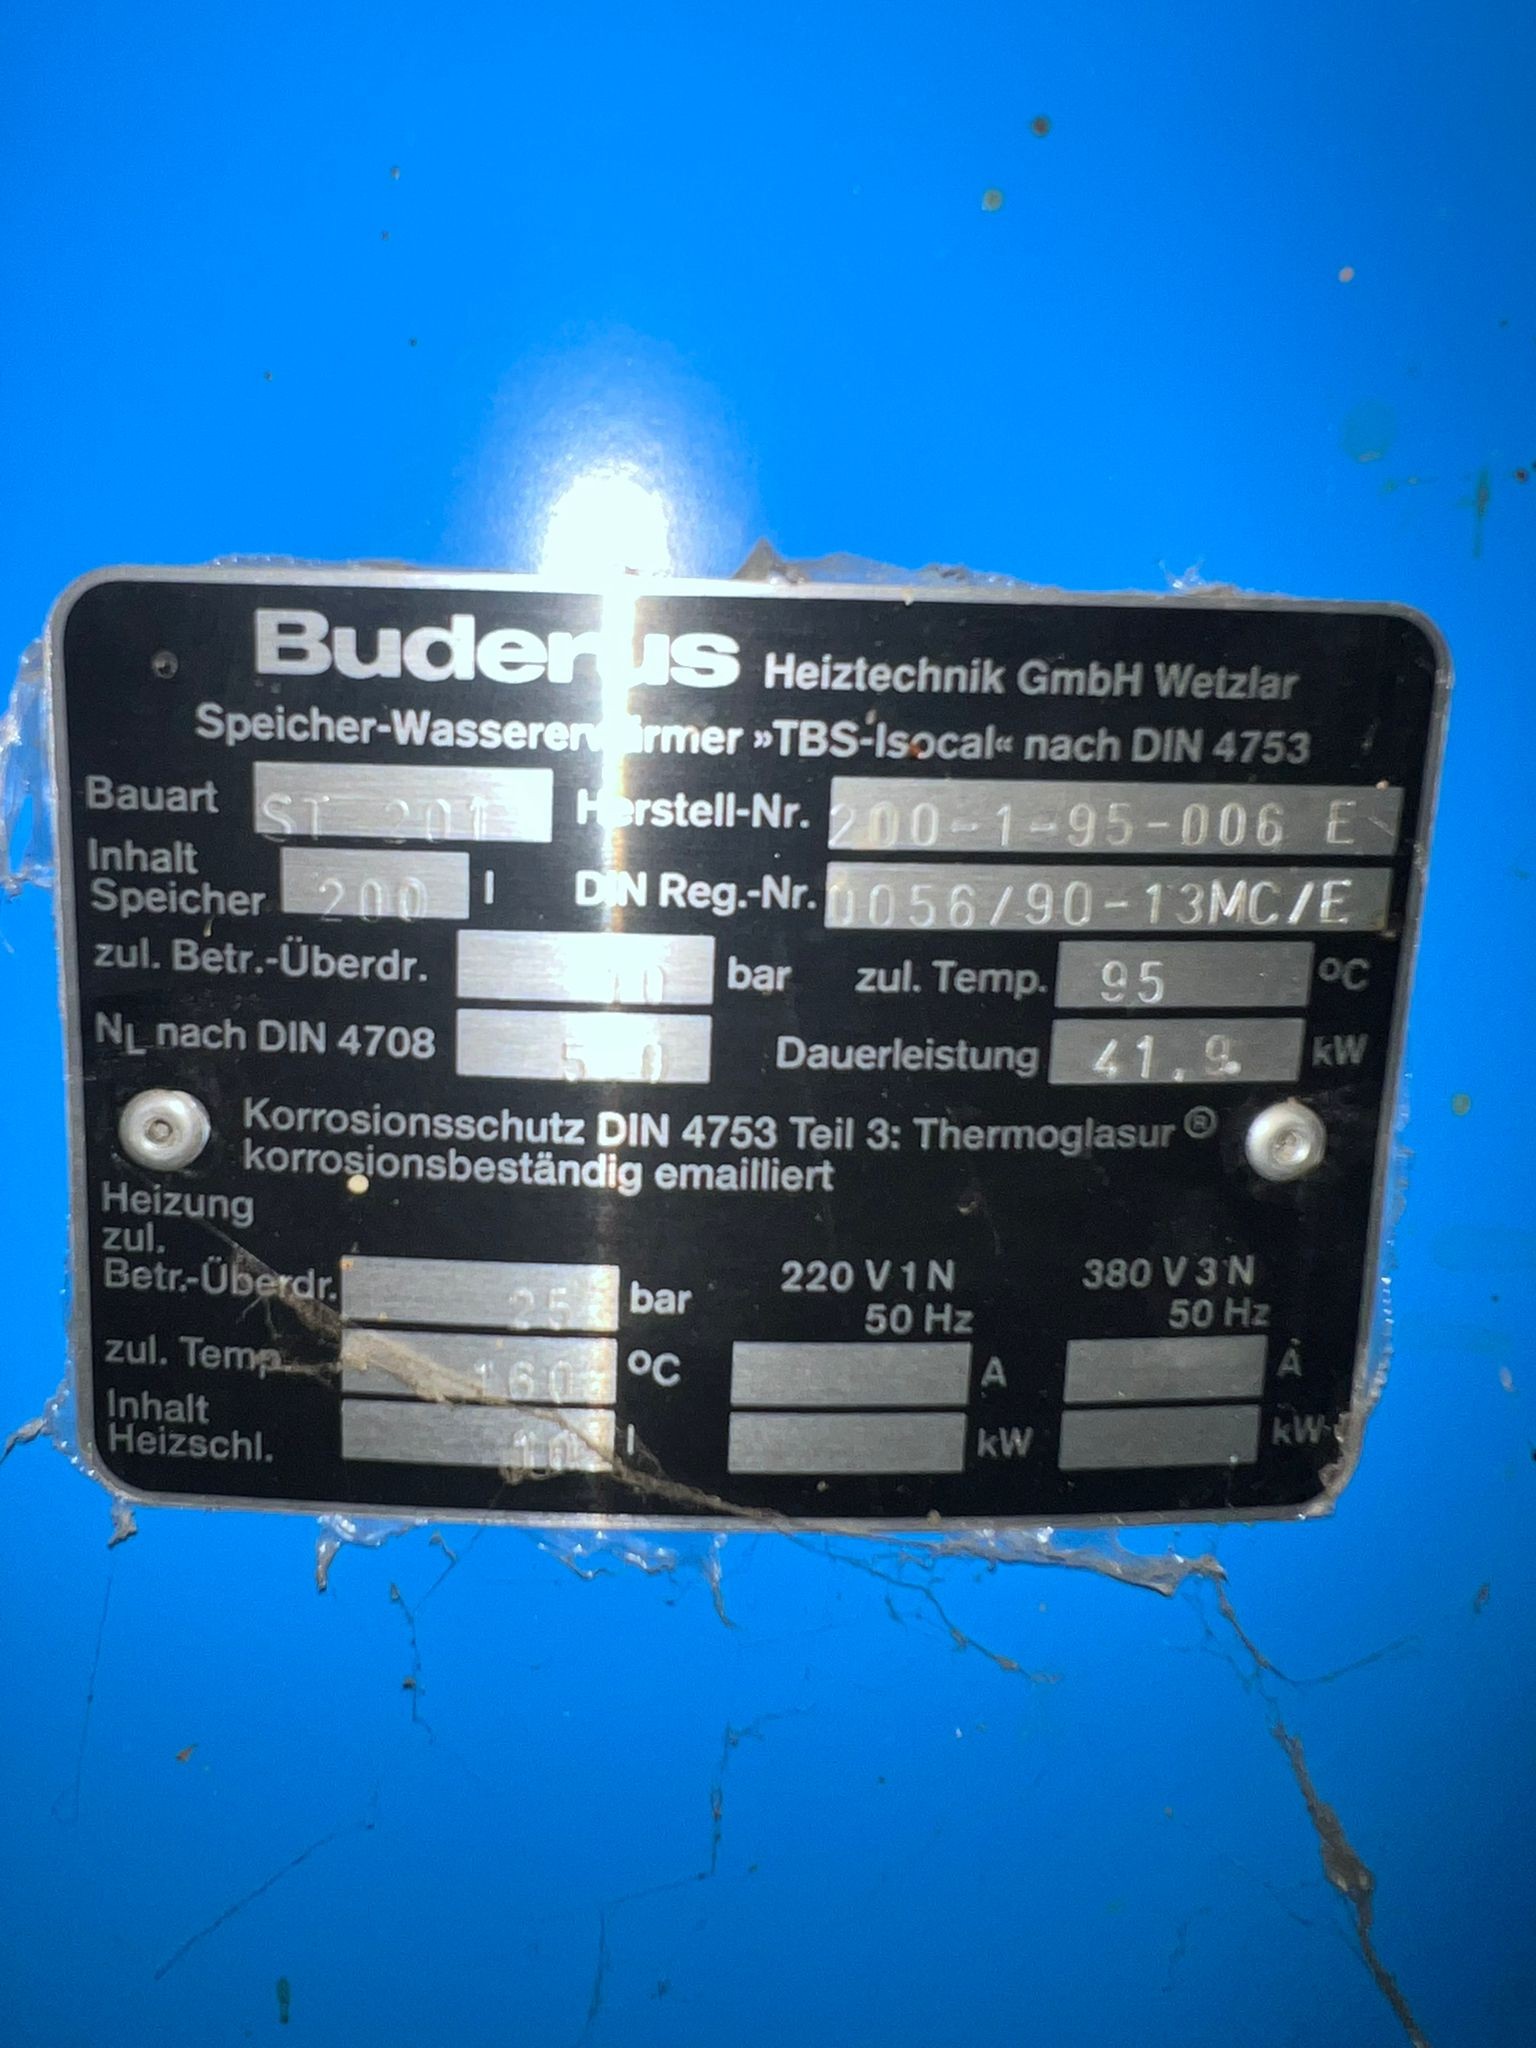 Buderus Heiztechnik GmbH Wetzlar
Speicher-Wassererwärmer »TBS-Isocal« nach DIN 4753
Bauart ST 201 Herstell-Nr. 200-1-95-006 E
Inhalt
Speicher 200 l DIN Reg.-Nr. 0056/90-13MC/E
zul. Betr.-Überdr. 10 bar zul. Temp. 95 °C
NL nach DIN 4708 Dauerleistung 41.9 kW
Korrosionsschutz DIN 4753 Teil 3: Thermoglasur ®
korrosionsbeständig emailliert
Heizung
zul.
Betr.-Überdr. 25 bar 220 V 1 N 380 V 3 N
50 Hz 50 Hz
zul. Temp. 160 °C A A
Inhalt
Heizschl. 10 l kW kW